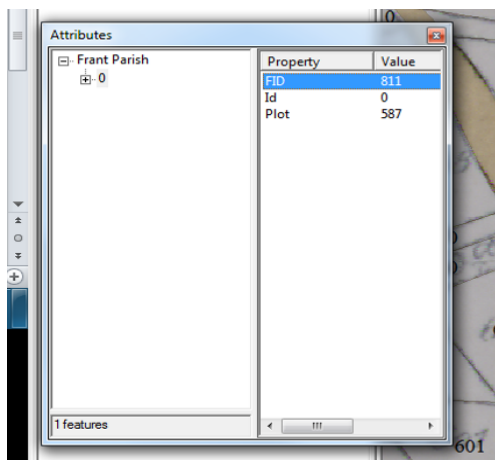 Attributes
Frant Parish
0
Property Value
FID 811
Id 0
Plot 587
1 features
601